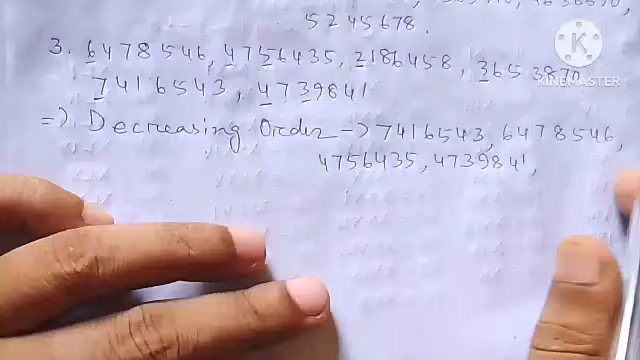 5245678.
3. 6478546, 4756435, 2186458, 3653870,
7416543, 4739841
=) Decreasing Order -> 7416543, 6478546,
4756435, 4739841,
K
KINEMASTER